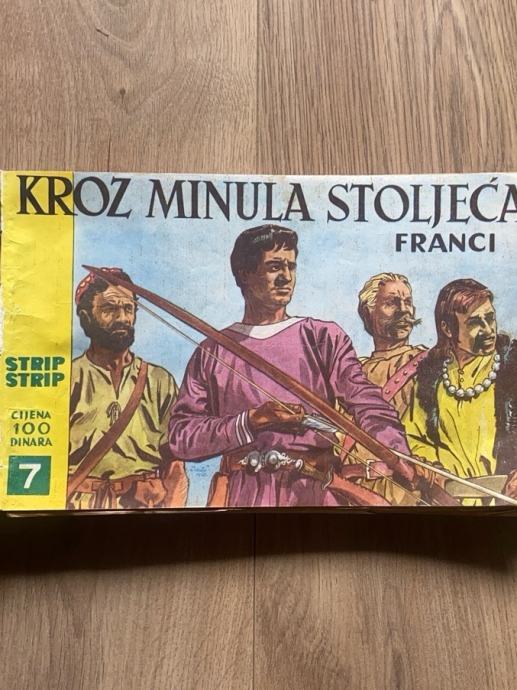 KROZ MINULA STOLJEĆA
FRANCI
STRIP
STRIP
CIJENA
100
DINARA
7